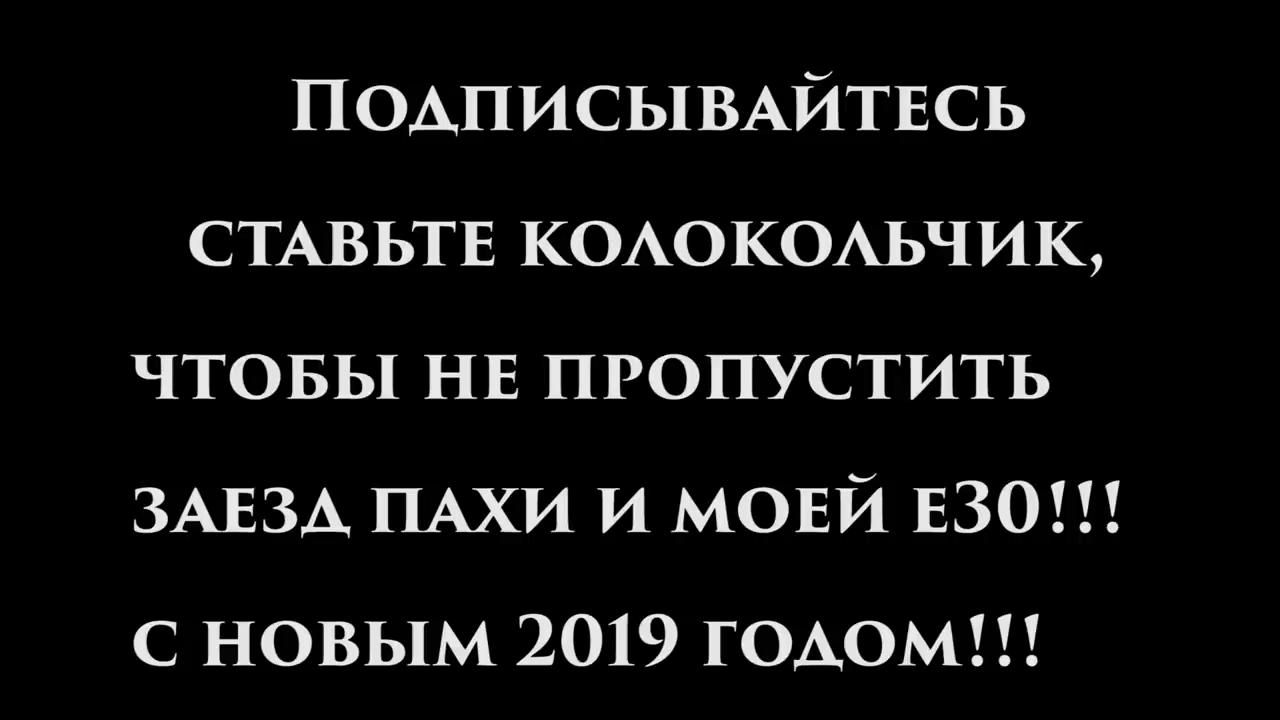 Подписывайтесь
ставьте колокольчик,
чтобы не пропустить
заезд пахи и моей е30!!!
с новым 2019 годом!!!